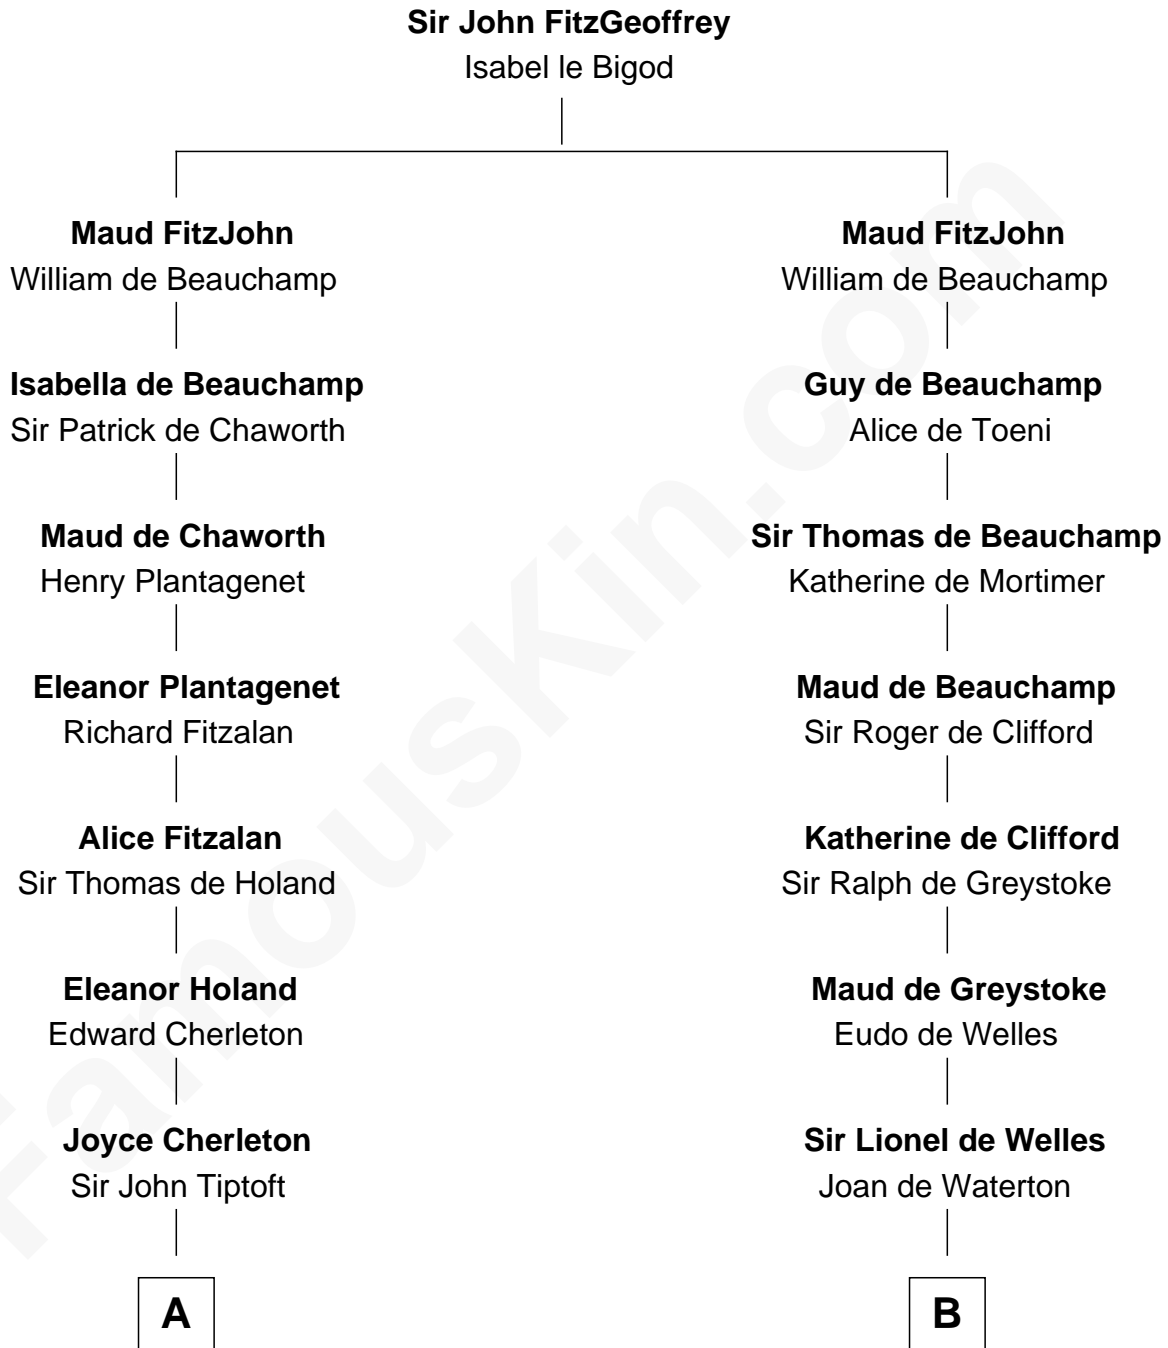 Sir John FitzGeoffrey
Isabel le Bigod
Maud FitzJohn
William de Beauchamp
Isabella de Beauchamp
Sir Patrick de Chaworth
Maud de Chaworth
Henry Plantagenet
Eleanor Plantagenet
Richard Fitzalan
Alice Fitzalan
Sir Thomas de Holand
Eleanor Holand
Edward Cherleton
Joyce Cherleton
Sir John Tiptoft
A
Maud FitzJohn
William de Beauchamp
Guy de Beauchamp
Alice de Toeni
Sir Thomas de Beauchamp
Katherine de Mortimer
Maud de Beauchamp
Sir Roger de Clifford
Katherine de Clifford
Sir Ralph de Greystoke
Maud de Greystoke
Eudo de Welles
Sir Lionel de Welles
Joan de Waterton
B
FamousKin.com